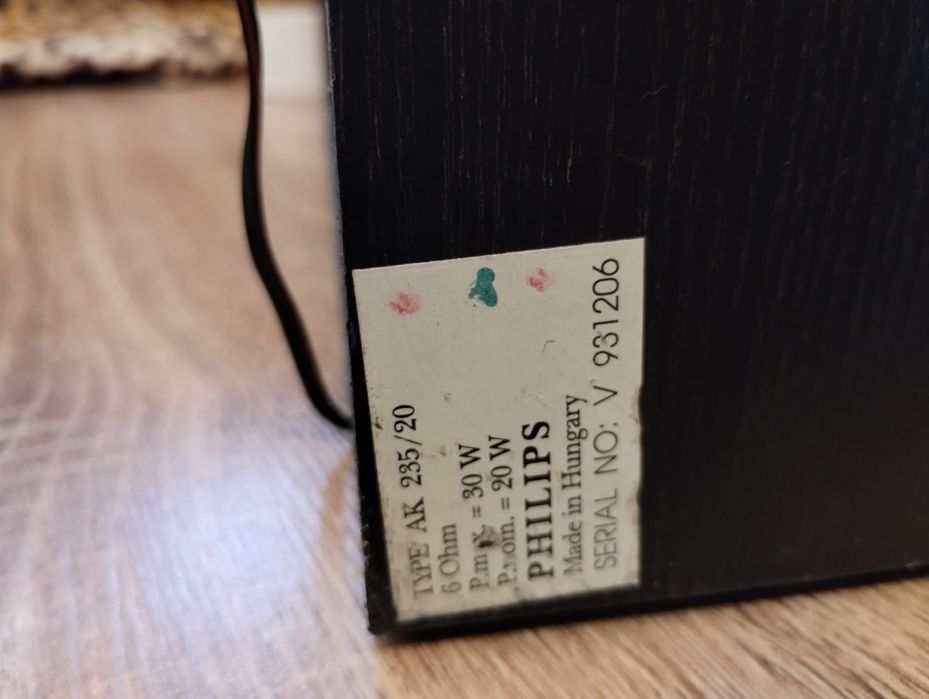 TYPE AK 235/20
6 Ohm
P.max. = 30 W
P.nom. = 20 W
PHILIPS
Made in Hungary
SERIAL NO: V 931206